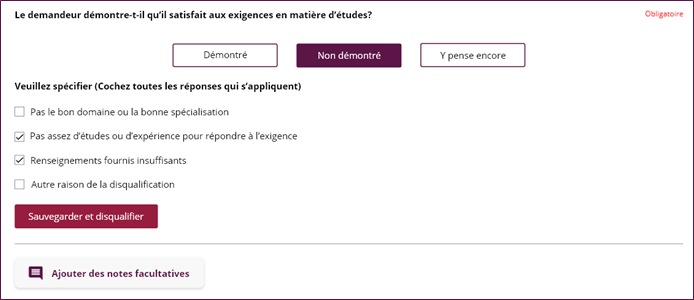 Le demandeur démontre-t-il qu'il satisfait aux exigences en matière d'études?
Obligatoire
Démontré
Non démontré
Y pense encore
Veuillez spécifier (Cochez toutes les réponses qui s'appliquent)
Pas le bon domaine ou la bonne spécialisation
Pas assez d'études ou d'expérience pour répondre à l'exigence
Renseignements fournis insuffisants
Autre raison de la disqualification
Sauvegarder et disqualifier
Ajouter des notes facultatives